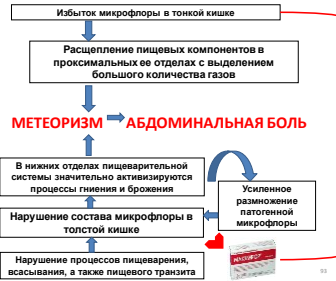 Избыток микрофлоры в тонкой кишке
Расщепление пищевых компонентов в
проксимальных ее отделах с выделением
большого количества газов
МЕТЕОРИЗМ АБДОМИНАЛЬНАЯ БОЛЬ
В нижних отделах пищеварительной
системы значительно активизируются
процессы гниения и брожения
Усиленное
размножение
патогенной
микрофлоры
Нарушение состава микрофлоры в
толстой кишке
Нарушение процессов пищеварения,
всасывания, а также пищевого транзита